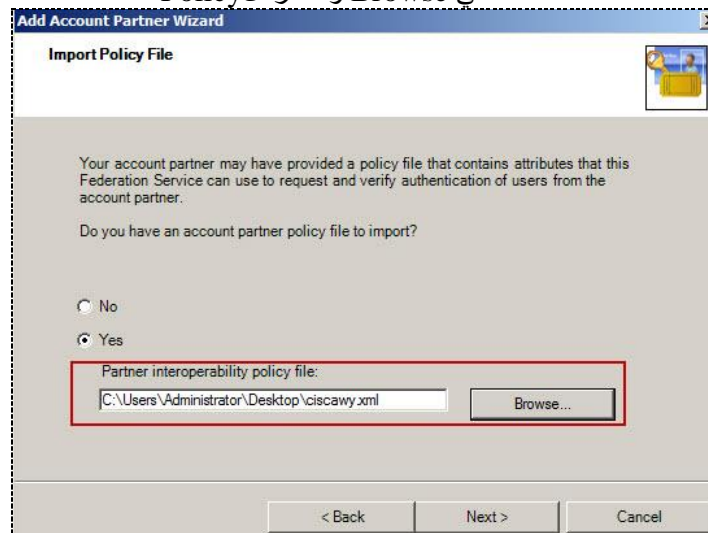 Browse في
Add Account Partner Wizard
Import Policy File
Your account partner may have provided a policy file that contains attributes that this
Federation Service can use to request and verify authentication of users from the
account partner.
Do you have an account partner policy file to import?
No
Yes
Partner interoperability policy file:
C:\Users\Administrator\Desktop\ciscawy.xml
Browse...
< Back
Next >
Cancel